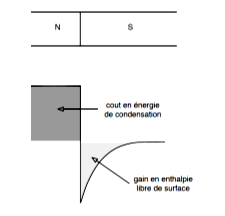 N S
cout en énergie
de condensation
gain en enthalpie
libre de surface